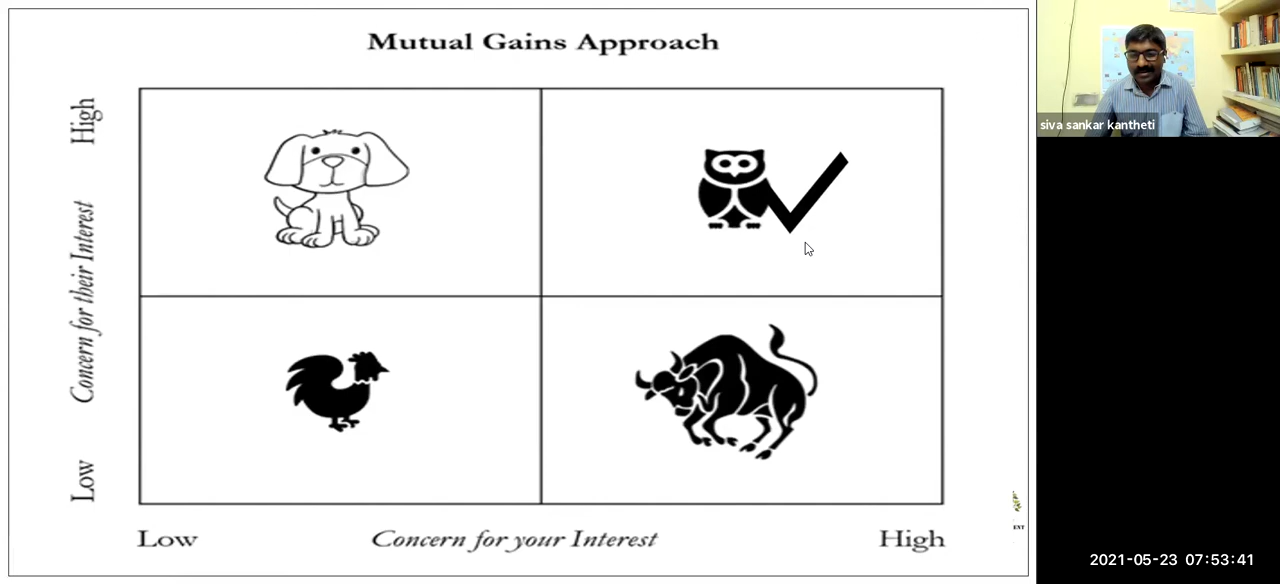 Mutual Gains Approach
High
Concern for their Interest
Low
Low
Concern for your Interest
High
siva sankar kantheti
EXT
2021-05-23 07:53:41